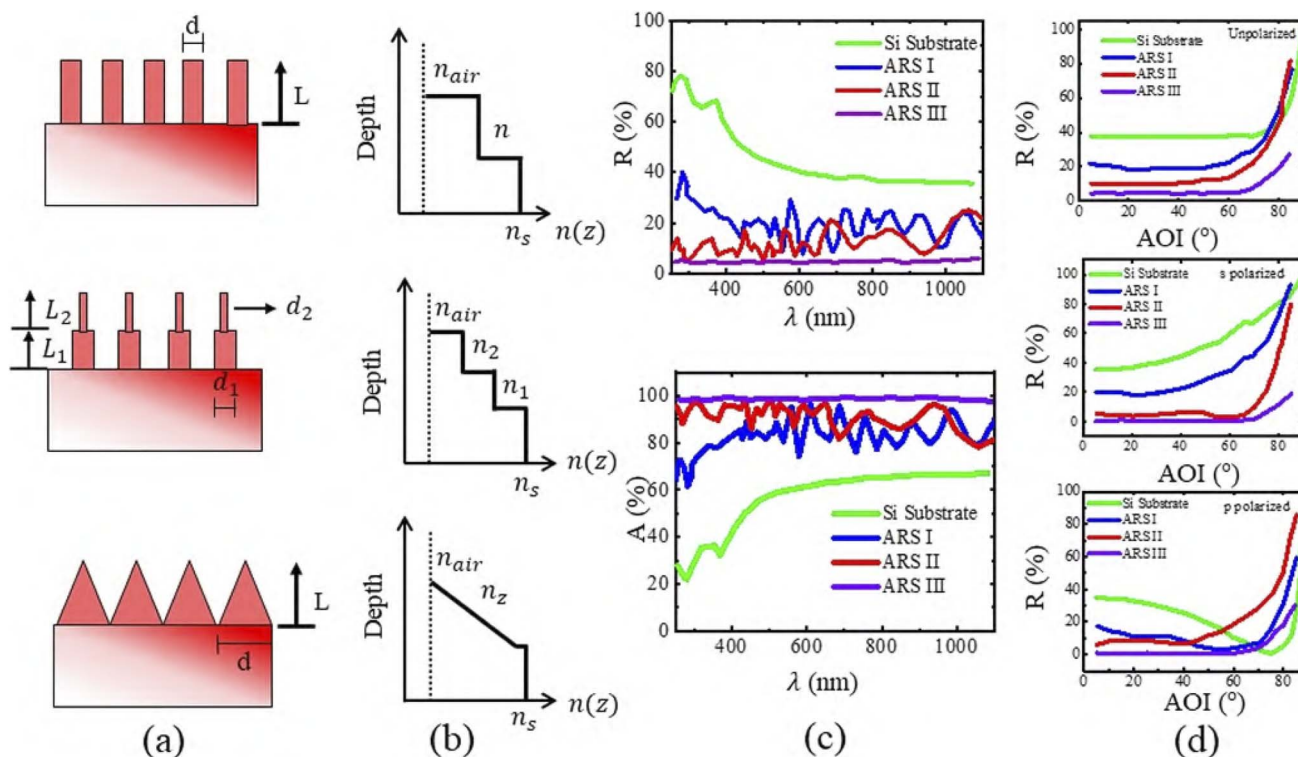 d
L
L₂
d₂
L₁
d₁
L
d
(a)
Depth
n_air
n
n_s
n(z)
Depth
n_air
n₂
n₁
n_s
n(z)
Depth
n_air
n_z
n_s
n(z)
(b)
100
80
60
40
20
0
R (%)
Si Substrate
ARS I
ARS II
ARS III
400 600 800 1000
λ (nm)
100
80
60
40
20
0
A (%)
Si Substrate
ARS I
ARS II
ARS III
400 600 800 1000
λ (nm)
(c)
100
80
60
40
20
0
R (%)
Unpolarized
Si Substrate
ARS I
ARS II
ARS III
0 20 40 60 80
AOI (°)
100
80
60
40
20
0
R (%)
Si Substrate s polarized
ARS I
ARS II
ARS III
0 20 40 60 80
AOI (°)
100
80
60
40
20
0
R (%)
Si Substrate p polarized
ARS I
ARS II
ARS III
0 20 40 60 80
AOI (°)
(d)